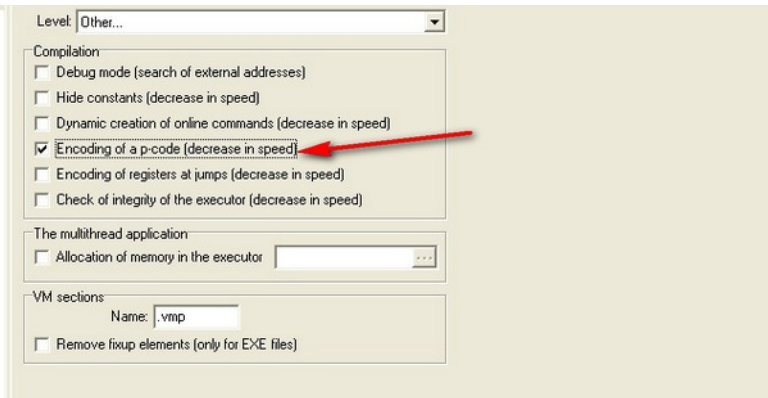 Level: Other...
Compilation
Debug mode (search of external addresses)
Hide constants (decrease in speed)
Dynamic creation of online commands (decrease in speed)
Encoding of a p-code (decrease in speed)
Encoding of registers at jumps (decrease in speed)
Check of integrity of the executor (decrease in speed)
The multithread application
Allocation of memory in the executor ...
VM sections
Name: .vmp
Remove fixup elements (only for EXE files)